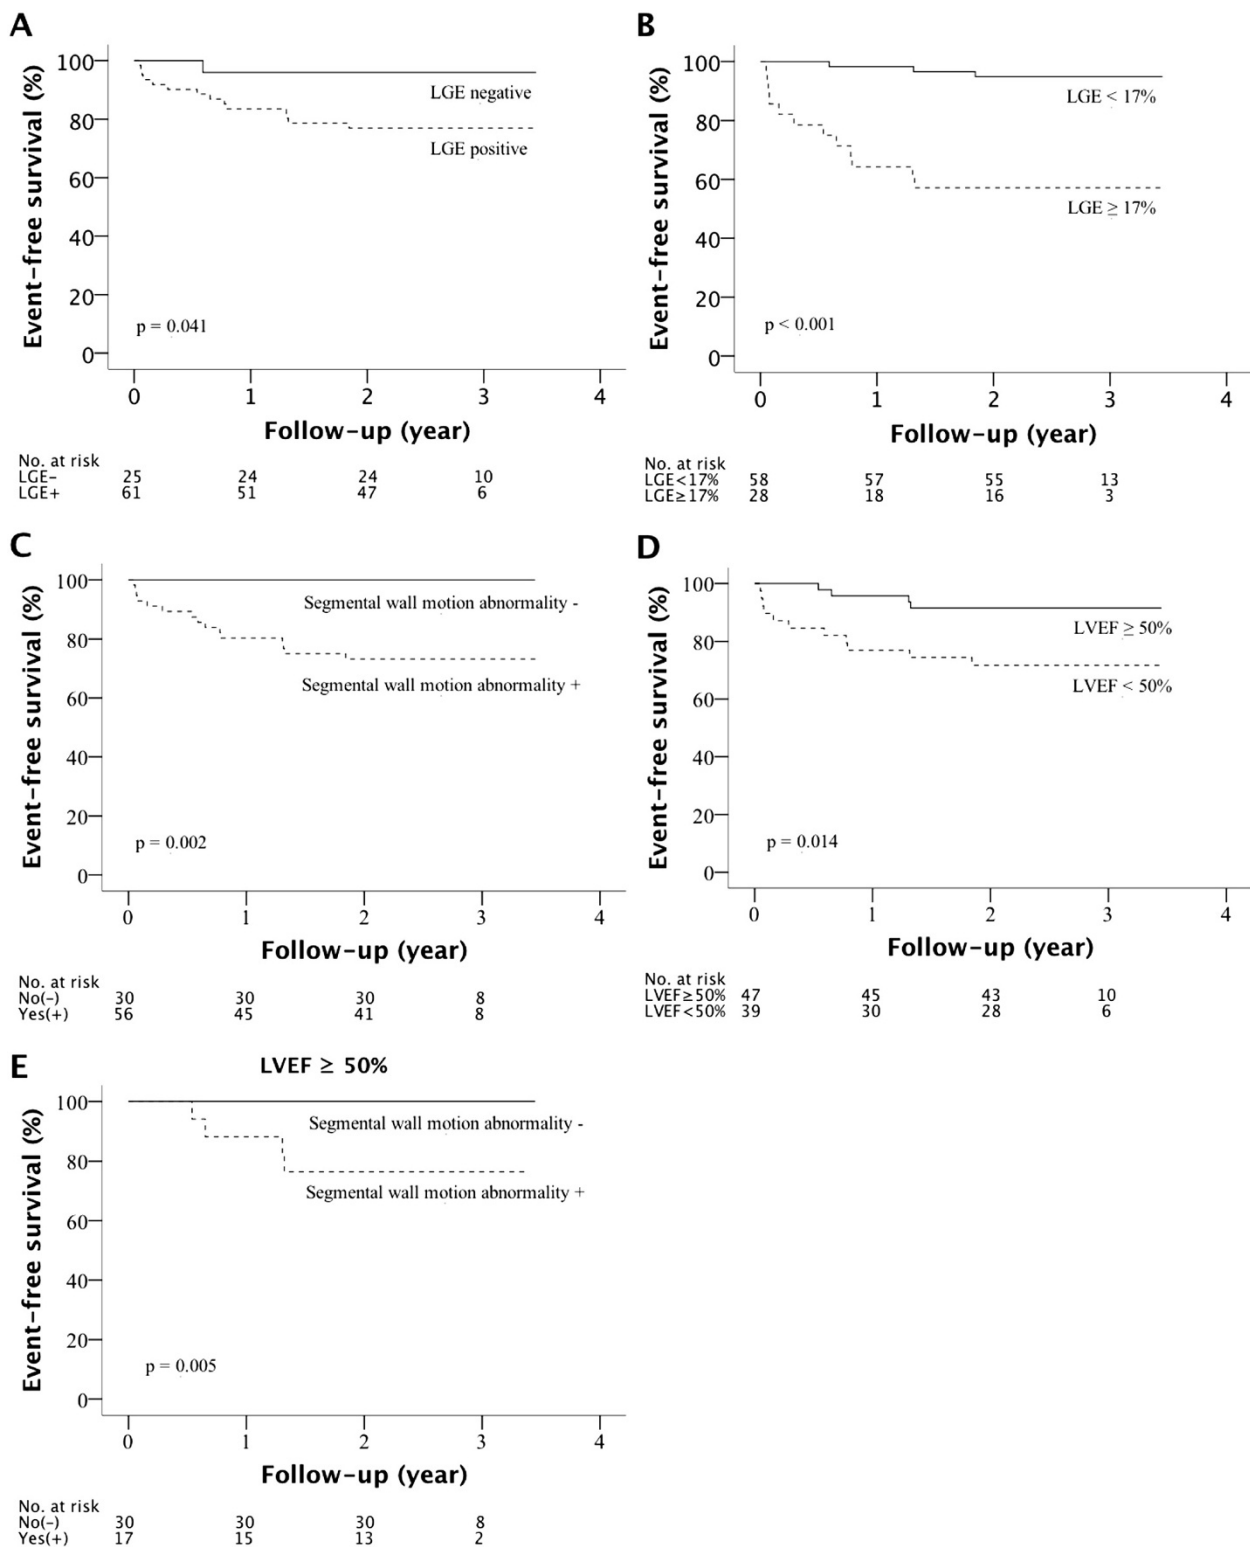 A
Event-free survival (%)
100
80
60
40
20
0
LGE negative
LGE positive
p = 0.041
0 1 2 3 4
Follow-up (year)
No. at risk
LGE- 25 24 24 10
LGE+ 61 51 47 6
B
Event-free survival (%)
100
80
60
40
20
0
LGE < 17%
LGE ≥ 17%
p < 0.001
0 1 2 3 4
Follow-up (year)
No. at risk
LGE<17% 58 57 55 13
LGE≥17% 28 18 16 3
C
Event-free survival (%)
100
80
60
40
20
0
Segmental wall motion abnormality -
Segmental wall motion abnormality +
p = 0.002
0 1 2 3 4
Follow-up (year)
No. at risk
No(-) 30 30 30 8
Yes(+) 56 45 41 8
D
Event-free survival (%)
100
80
60
40
20
0
LVEF ≥ 50%
LVEF < 50%
p = 0.014
0 1 2 3 4
Follow-up (year)
No. at risk
LVEF≥50% 47 45 43 10
LVEF<50% 39 30 28 6
E
LVEF ≥ 50%
Event-free survival (%)
100
80
60
40
20
0
Segmental wall motion abnormality -
Segmental wall motion abnormality +
p = 0.005
0 1 2 3 4
Follow-up (year)
No. at risk
No(-) 30 30 30 8
Yes(+) 17 15 13 2